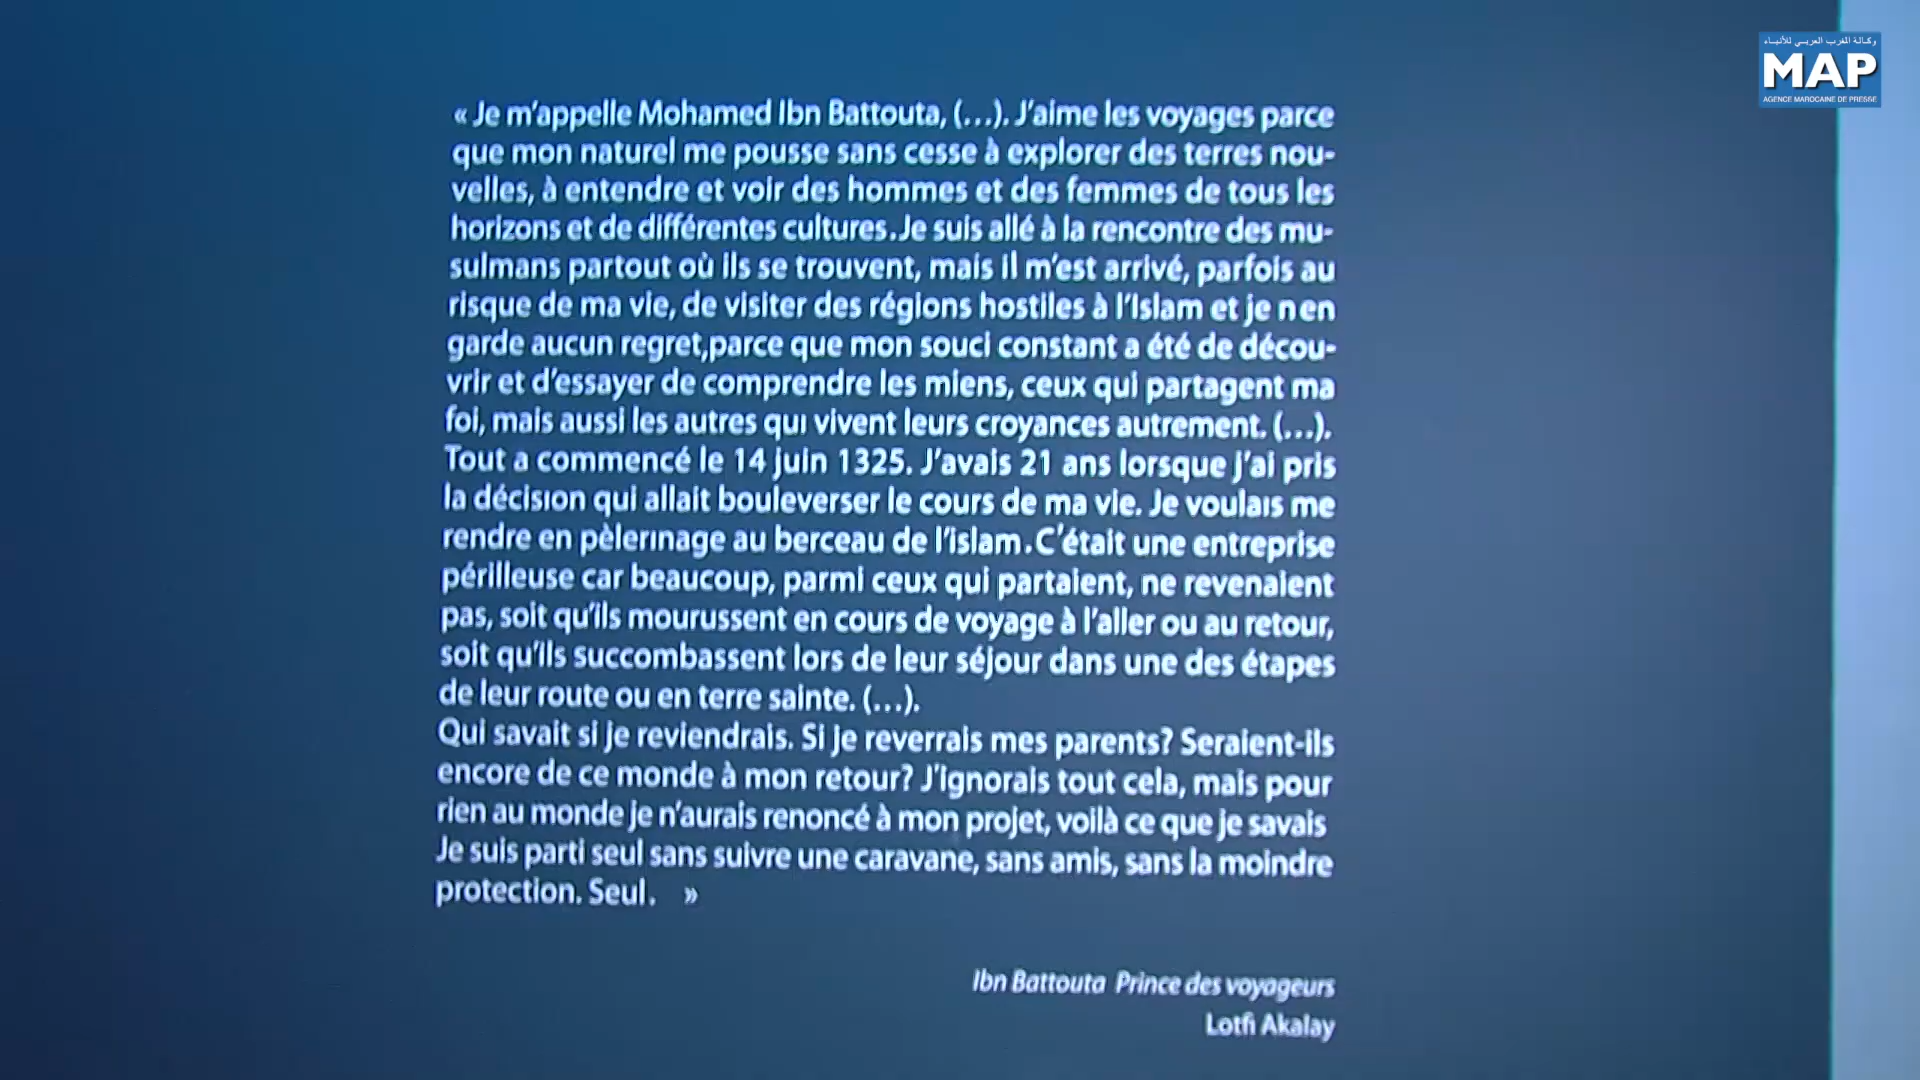 وكالة المغرب العربي للأنباء
MAP
AGENCE MAROCAINE DE PRESSE
« Je m'appelle Mohamed Ibn Battouta, (...). J'aime les voyages parce
que mon naturel me pousse sans cesse à explorer des terres nou-
velles, à entendre et voir des hommes et des femmes de tous les
horizons et de différentes cultures.Je suis allé à la rencontre des mu-
sulmans partout où ils se trouvent, mais il m'est arrivé, parfois au
risque de ma vie, de visiter des régions hostiles à l'Islam et je n en
garde aucun regret,parce que mon souci constant a été de décou-
vrir et d'essayer de comprendre les miens, ceux qui partagent ma
foi, mais aussi les autres qui vivent leurs croyances autrement. (...).
Tout a commencé le 14 juin 1325. J'avais 21 ans lorsque j'ai pris
la décision qui allait bouleverser le cours de ma vie. Je voulais me
rendre en pèlerinage au berceau de l'islam.C'était une entreprise
périlleuse car beaucoup, parmi ceux qui partaient, ne revenaient
pas, soit qu'ils mourussent en cours de voyage à l'aller ou au retour,
soit qu'ils succombassent lors de leur séjour dans une des étapes
de leur route ou en terre sainte. (...).
Qui savait si je reviendrais. Si je reverrais mes parents? Seraient-ils
encore de ce monde à mon retour? J'ignorais tout cela, mais pour
rien au monde je n'aurais renoncé à mon projet, voilà ce que je savais
Je suis parti seul sans suivre une caravane, sans amis, sans la moindre
protection. Seul. »
Ibn Battouta Prince des voyageurs
Lotfi Akalay